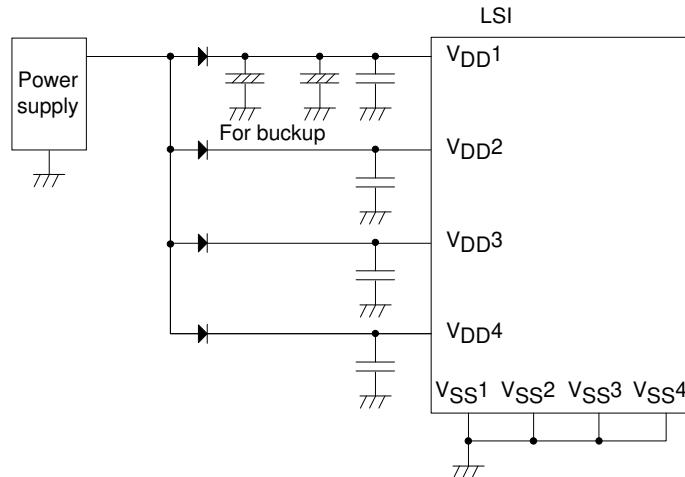 LSI
Power
supply
VDD1
For buckup
VDD2
VDD3
VDD4
VSS1 VSS2 VSS3 VSS4